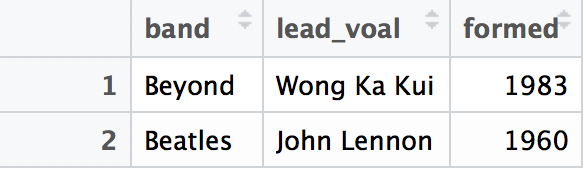 band lead_voal formed
1 Beyond Wong Ka Kui 1983
2 Beatles John Lennon 1960